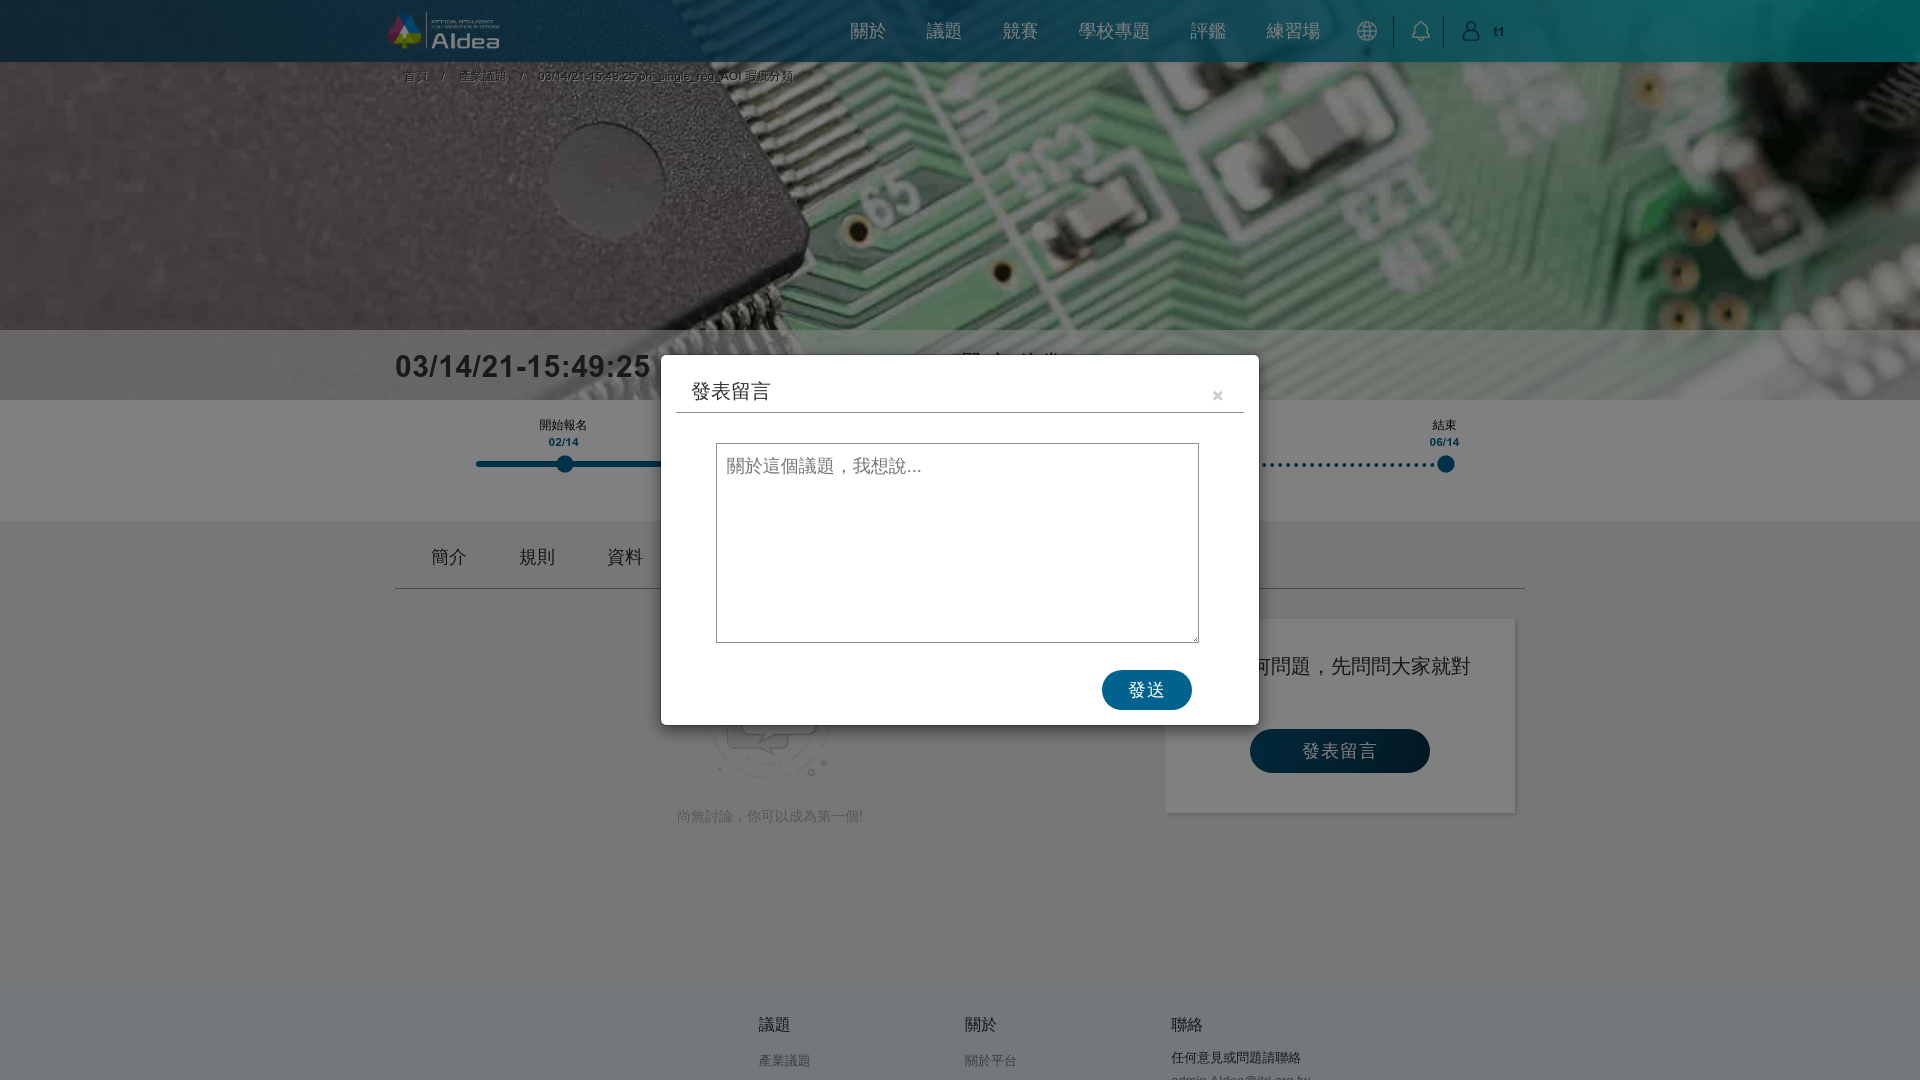 AIdea
關於
議題
競賽
學校專題
評鑑
練習場
t1
首頁 / 產業議題 / 03/14/21-15:49:25 pri_single_reg_AOI 瑕疵分類
65
03/14/21-15:49:25
發表留言
×
開始報名
02/14
結束
06/14
關於這個議題，我想說...
簡介
規則
資料
發送
何問題，先問問大家就對
發表留言
尚無討論，你可以成為第一個!
議題
關於
聯絡
產業議題
關於平台
任何意見或問題請聯絡
admin.AIdea@itri.org.tw